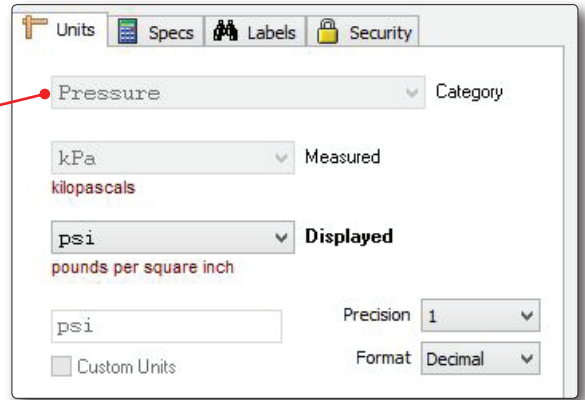 Units Specs Labels Security
Pressure Category
kPa Measured
kilopascals
psi Displayed
pounds per square inch
psi Precision 1
Custom Units Format Decimal